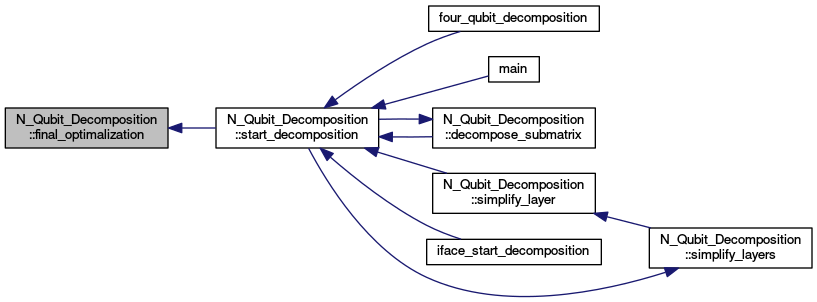 four_qubit_decomposition
main
N_Qubit_Decomposition
::final_optimalization
N_Qubit_Decomposition
::start_decomposition
N_Qubit_Decomposition
::decompose_submatrix
N_Qubit_Decomposition
::simplify_layer
iface_start_decomposition
N_Qubit_Decomposition
::simplify_layers